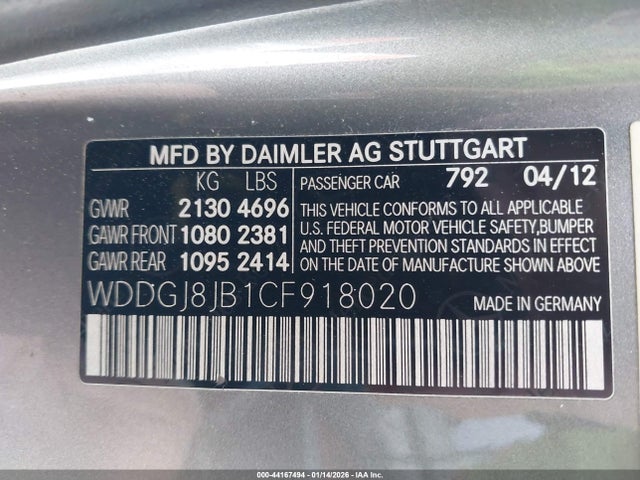 MFD BY DAIMLER AG STUTTGART
KG LBS
GVWR 2130 4696
GAWR FRONT 1080 2381
GAWR REAR 1095 2414
PASSENGER CAR 792 04/12
THIS VEHICLE CONFORMS TO ALL APPLICABLE
U.S. FEDERAL MOTOR VEHICLE SAFETY,BUMPER
AND THEFT PREVENTION STANDARDS IN EFFECT
ON THE DATE OF MANUFACTURE SHOWN ABOVE.
WDDGJ8JB1CF918020
MADE IN GERMANY
000-44167494 - 01/14/2026 - IAA Inc.